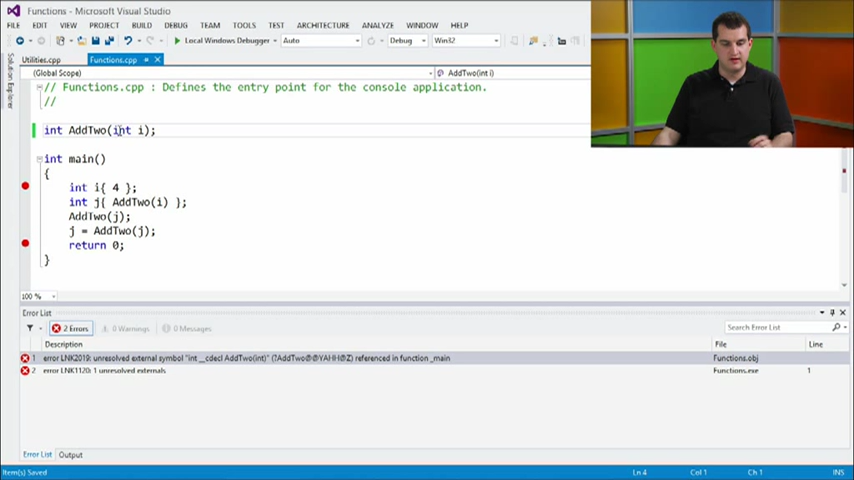 Functions - Microsoft Visual Studio
FILE EDIT VIEW PROJECT BUILD DEBUG TEAM TOOLS TEST ARCHITECTURE ANALYZE WINDOW HELP
Local Windows Debugger Auto Debug Win32
Solution Explorer
Utilities.cpp Functions.cpp
(Global Scope) AddTwo(int i)
// Functions.cpp : Defines the entry point for the console application.
//
int AddTwo(int i);
int main()
{
int i{ 4 };
int j{ AddTwo(i) };
AddTwo(j);
j = AddTwo(j);
return 0;
}
100 %
Error List
2 Errors 0 Warnings 0 Messages Search Error List
Description File Line
1 error LNK2019: unresolved external symbol "int __cdecl AddTwo(int)" (?AddTwo@@YAHH@Z) referenced in function _main Functions.obj
2 error LNK1120: 1 unresolved externals Functions.exe 1
Error List Output
Item(s) Saved Ln 4 Col 1 Ch 1 INS